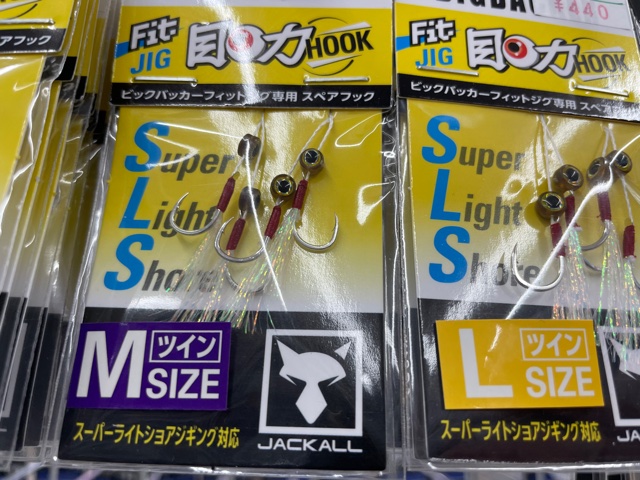 Fit
JIG
目力HOOK
ビックバッカーフィットジグ専用 スペアフック
Super
Light
Shore
M
ツイン
SIZE
JACKALL
スーパーライトショアジギング対応
¥440
Fit
JIG
目力HOOK
ビックバッカーフィットジグ専用 スペアフック
Super
Light
Shore
L
ツイン
SIZE
スーパーライトショアジギング対応